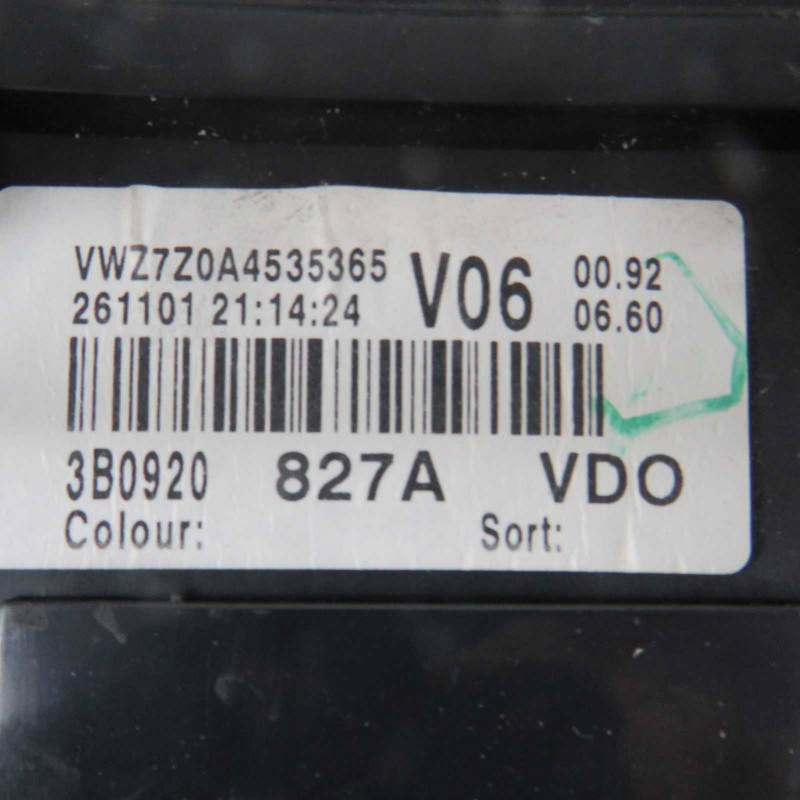 VWZ7Z0A4535365 V06 00.92
261101 21:14:24 06.60
3B0920 827A VDO
Colour: Sort: